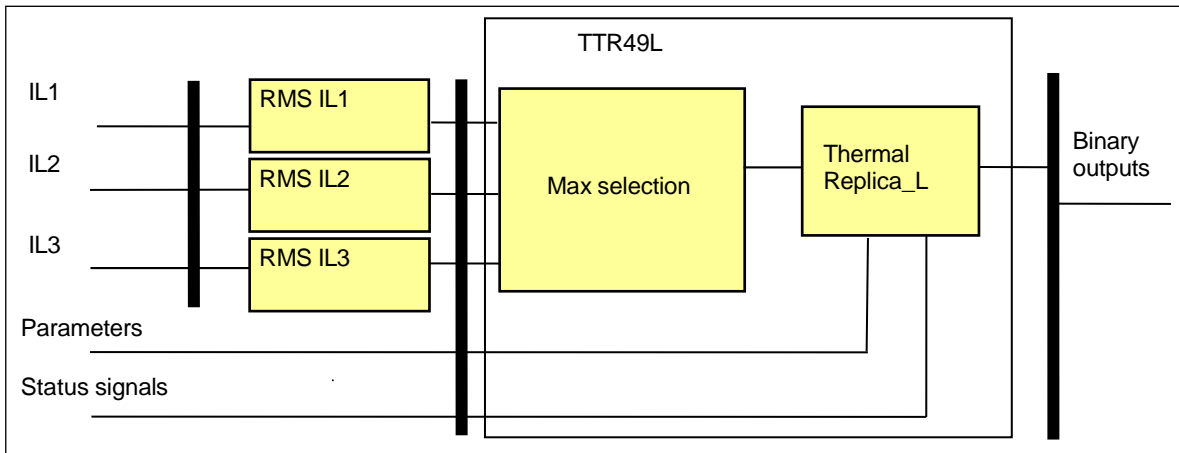 TTR49L
IL1
RMS IL1
IL2
RMS IL2
IL3
RMS IL3
Max selection
Thermal
Replica_L
Binary
outputs
Parameters
Status signals